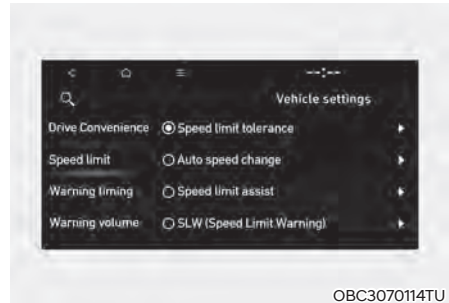 --:--
Vehicle settings
Drive Convenience
Speed limit tolerance
Speed limit
Auto speed change
Warning timing
Speed limit assist
Warning volume
SLW (Speed Limit Warning)
OBC3070114TU